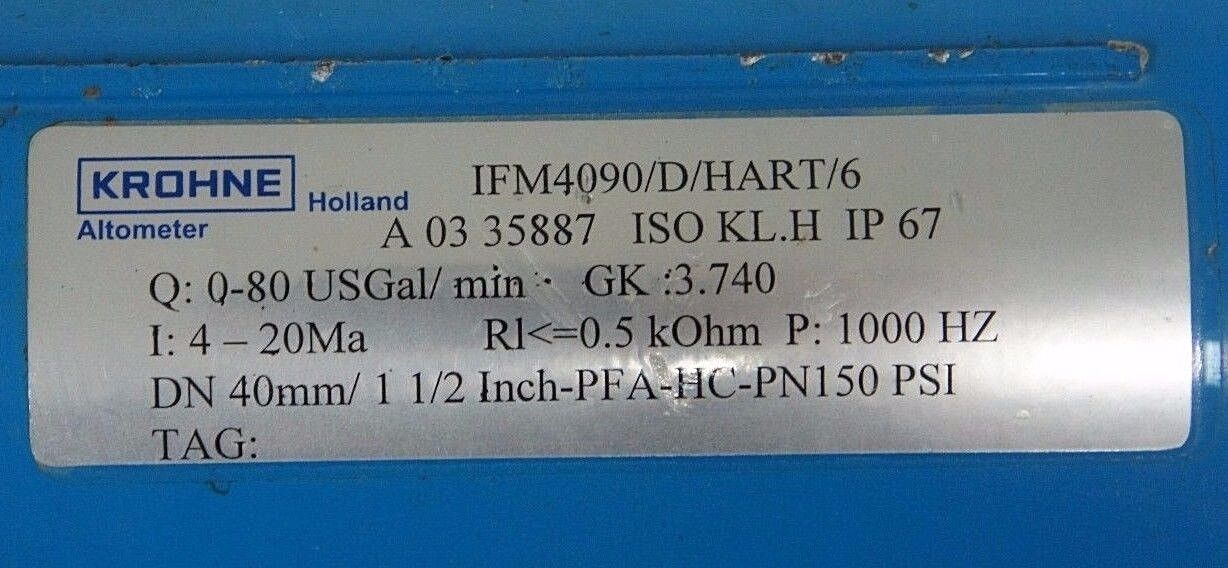 KROHNE
Holland
Altometer
IFM4090/D/HART/6
A 03 35887 ISO KL.H IP 67
Q: 0-80 USGal/ min · GK :3.740
I: 4 – 20Ma Rl<=0.5 kOhm P: 1000 HZ
DN 40mm/ 1 1/2 Inch-PFA-HC-PN150 PSI
TAG: